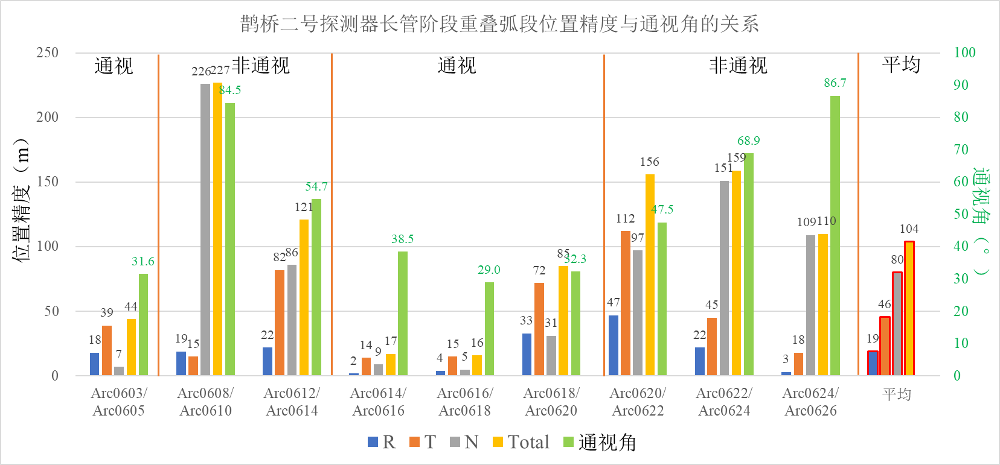 鹊桥二号探测器长管阶段重叠弧段位置精度与通视角的关系
250
200
150
100
50
0
位置精度（m）
100
90
80
70
60
50
40
30
20
10
0
通视角（°）
通视
非通视
通视
非通视
平均
18
39
7
44
31.6
19
15
226
227
84.5
22
82
86
121
54.7
2
14
9
17
38.5
4
15
5
16
29.0
33
72
31
85
32.3
47
112
97
156
47.5
22
45
151
159
68.9
3
18
109
110
86.7
19
46
80
104
Arc0603/
Arc0605
Arc0608/
Arc0610
Arc0612/
Arc0614
Arc0614/
Arc0616
Arc0616/
Arc0618
Arc0618/
Arc0620
Arc0620/
Arc0622
Arc0622/
Arc0624
Arc0624/
Arc0626
平均
R T N Total 通视角